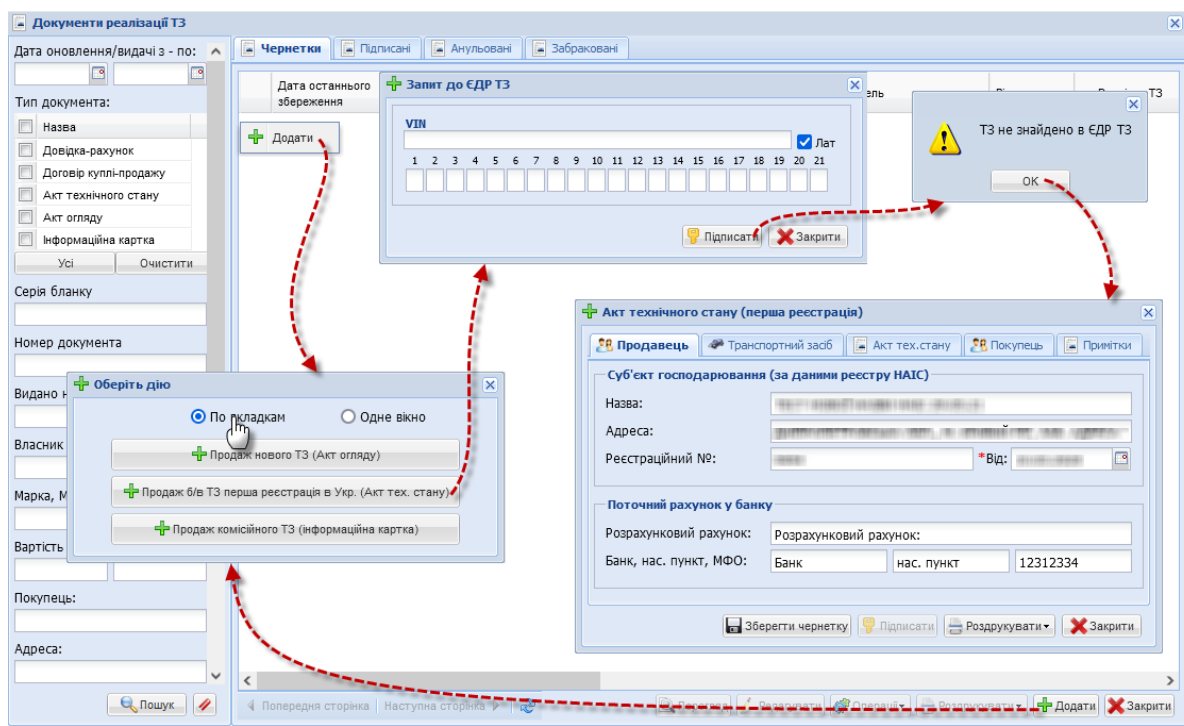 Документи реалізації ТЗ
Дата оновлення/видачі з - по:
Тип документа:
Назва
Довідка-рахунок
Договір куплі-продажу
Акт технічного стану
Акт огляду
Інформаційна картка
Усі Очистити
Серія бланку
Номер документа
Видано
Власник
Марка,
Вартість
Покупець:
Адреса:
Пошук
Чернетки Підписані Анульовані Забраковані
Дата останнього
збереження
ТЗ
Додати
Запит до ЄДР ТЗ
VIN
Лат
1 2 3 4 5 6 7 8 9 10 11 12 13 14 15 16 17 18 19 20 21
Підписати Закрити
ТЗ не знайдено в ЄДР ТЗ
OK
Оберіть дію
По вкладкам Одне вікно
Продаж нового ТЗ (Акт огляду)
Продаж б/в ТЗ перша реєстрація в Укр. (Акт тех. стану)
Продаж комісійного ТЗ (інформаційна картка)
Акт технічного стану (перша реєстрація)
Продавець Транспортний засіб Акт тех.стану Покупець Примітки
Суб'єкт господарювання (за даними реєстру НАІС)
Назва:
Адреса:
Реєстраційний №: *Від:
Поточний рахунок у банку
Розрахунковий рахунок: Розрахунковий рахунок:
Банк, нас. пункт, МФО: Банк нас. пункт 12312334
Зберегти чернетку Підписати Роздрукувати Закрити
Попередня сторінка Наступна сторінка Перегляд Редагувати Операції Роздрукувати Додати Закрити